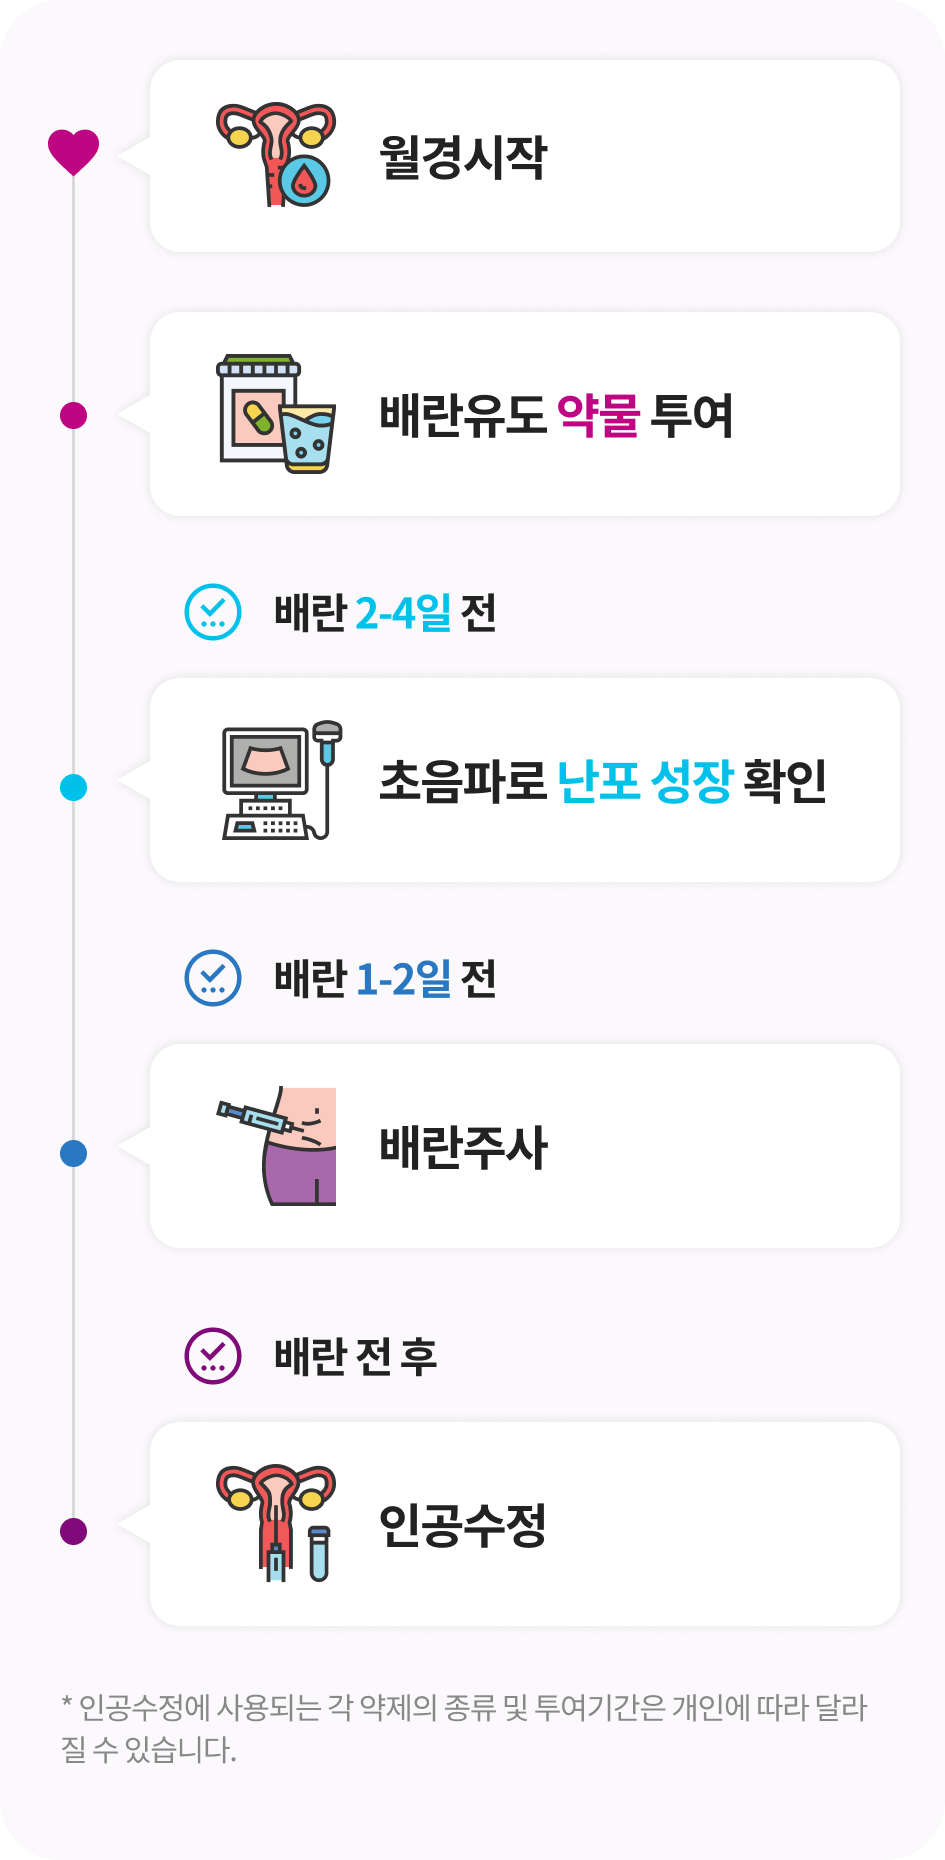 월경시작
배란유도 약물 투여
배란 2-4일 전
초음파로 난포 성장 확인
배란 1-2일 전
배란주사
배란 전 후
인공수정
* 인공수정에 사용되는 각 약제의 종류 및 투여기간은 개인에 따라 달라
질 수 있습니다.